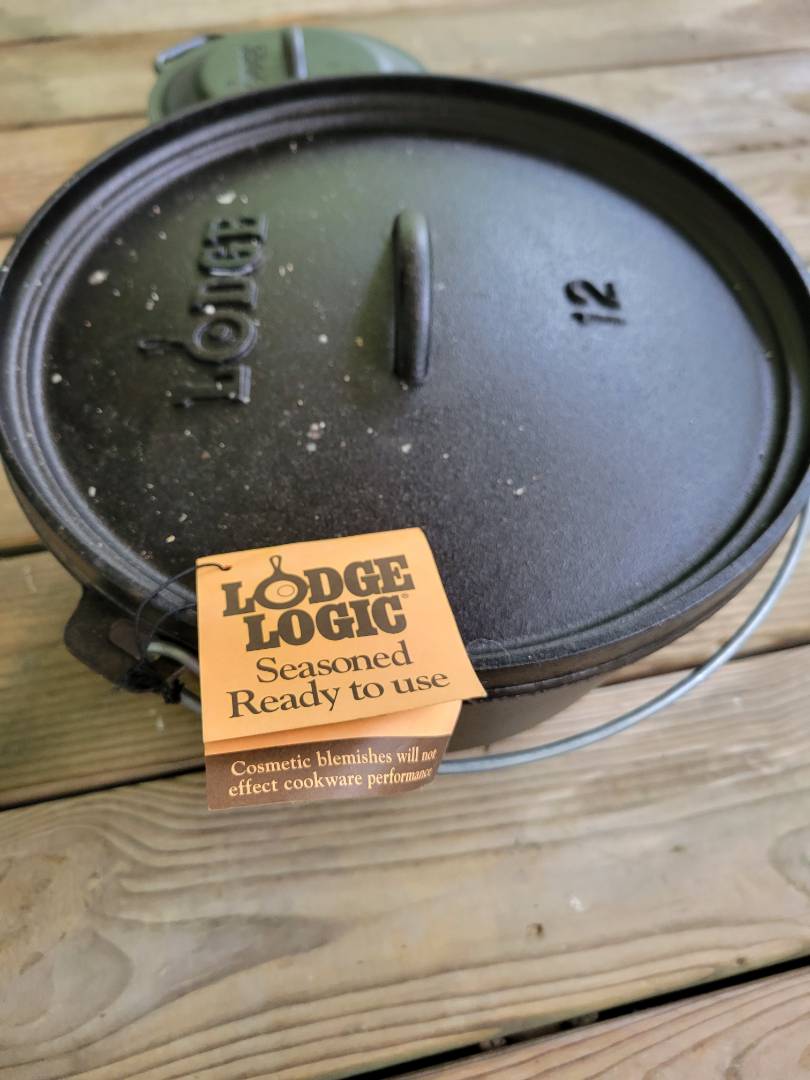 LODGE
12
LODGE
LOGIC®
Seasoned
Ready to use
Cosmetic blemishes will not
effect cookware performance